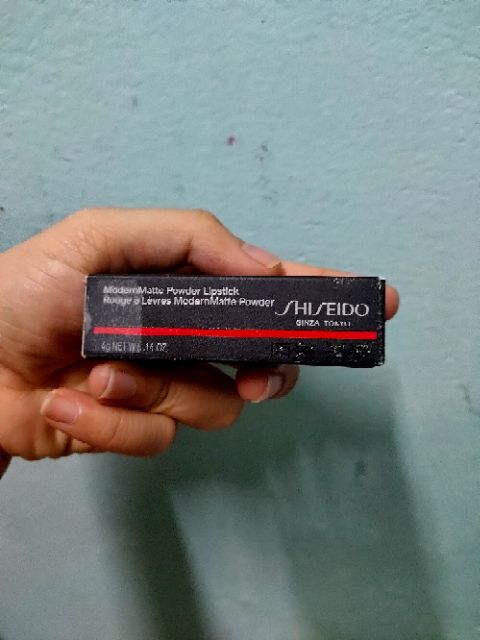 ModernMatte Powder Lipstick
Rouge à Lèvres ModernMatte Powder
SHISEIDO
GINZA TOKYO
4g NET WT. .14 OZ.